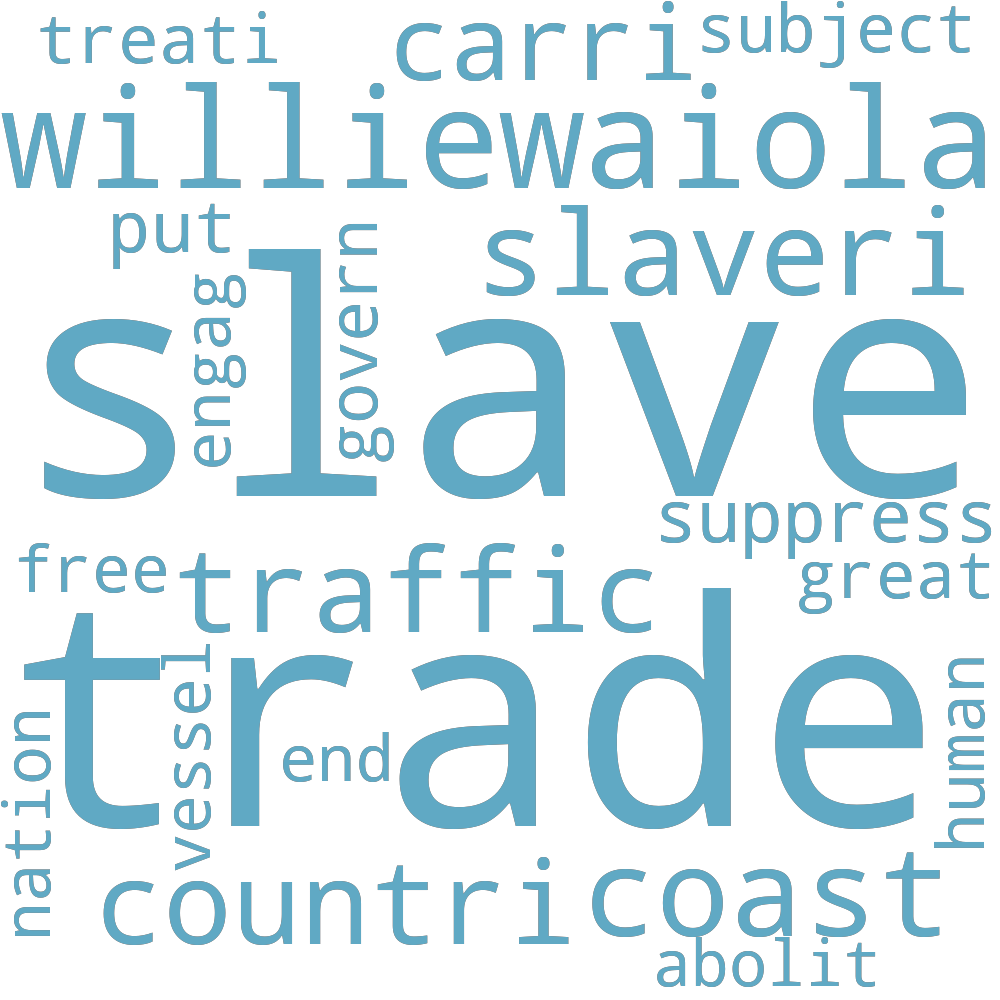 treati carri subject
williewaiola
put slaveri
engag govern
slave
suppress
free traffic great
trade
vessel end human
nation
countri coast
abolit